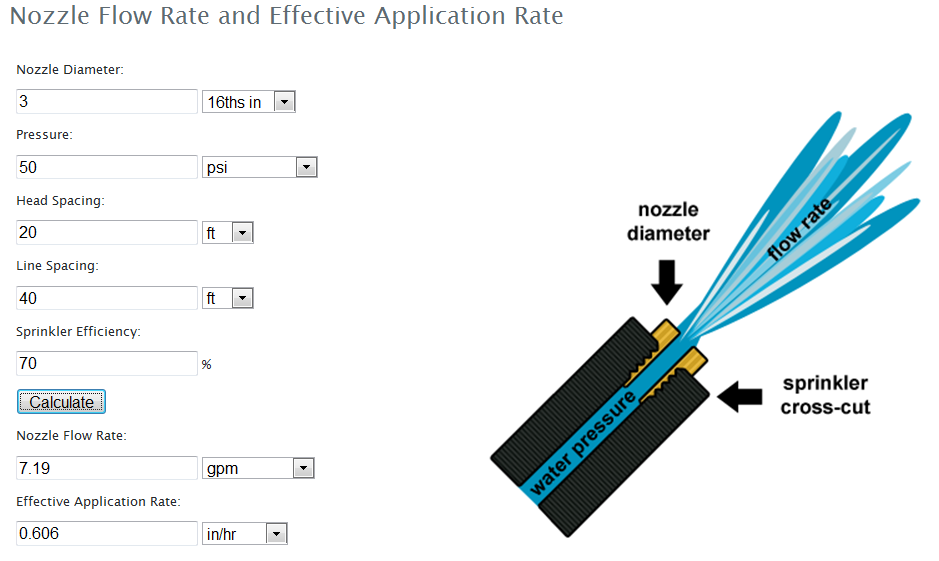 Nozzle Flow Rate and Effective Application Rate
Nozzle Diameter:
3 16ths in
Pressure:
50 psi
Head Spacing:
20 ft
Line Spacing:
40 ft
Sprinkler Efficiency:
70 %
Calculate
Nozzle Flow Rate:
7.19 gpm
Effective Application Rate:
0.606 in/hr
nozzle
diameter
flow rate
sprinkler
cross-cut
water pressure